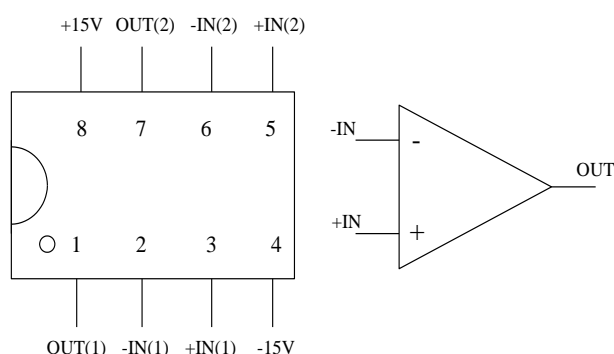 +15V OUT(2) -IN(2) +IN(2)
8 7 6 5
1 2 3 4
OUT(1) -IN(1) +IN(1) -15V
-IN -
OUT
+IN +